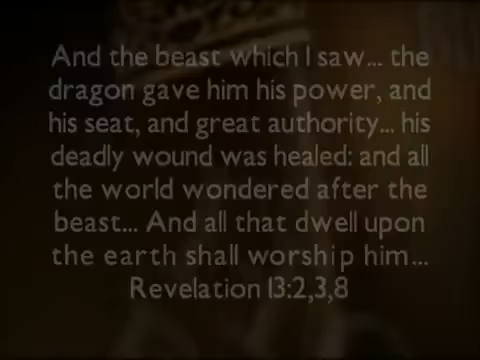 And the beast which I saw... the
dragon gave him his power, and
his seat, and great authority... his
deadly wound was healed: and all
the world wondered after the
beast... And all that dwell upon
the earth shall worship him...
Revelation 13:2,3,8